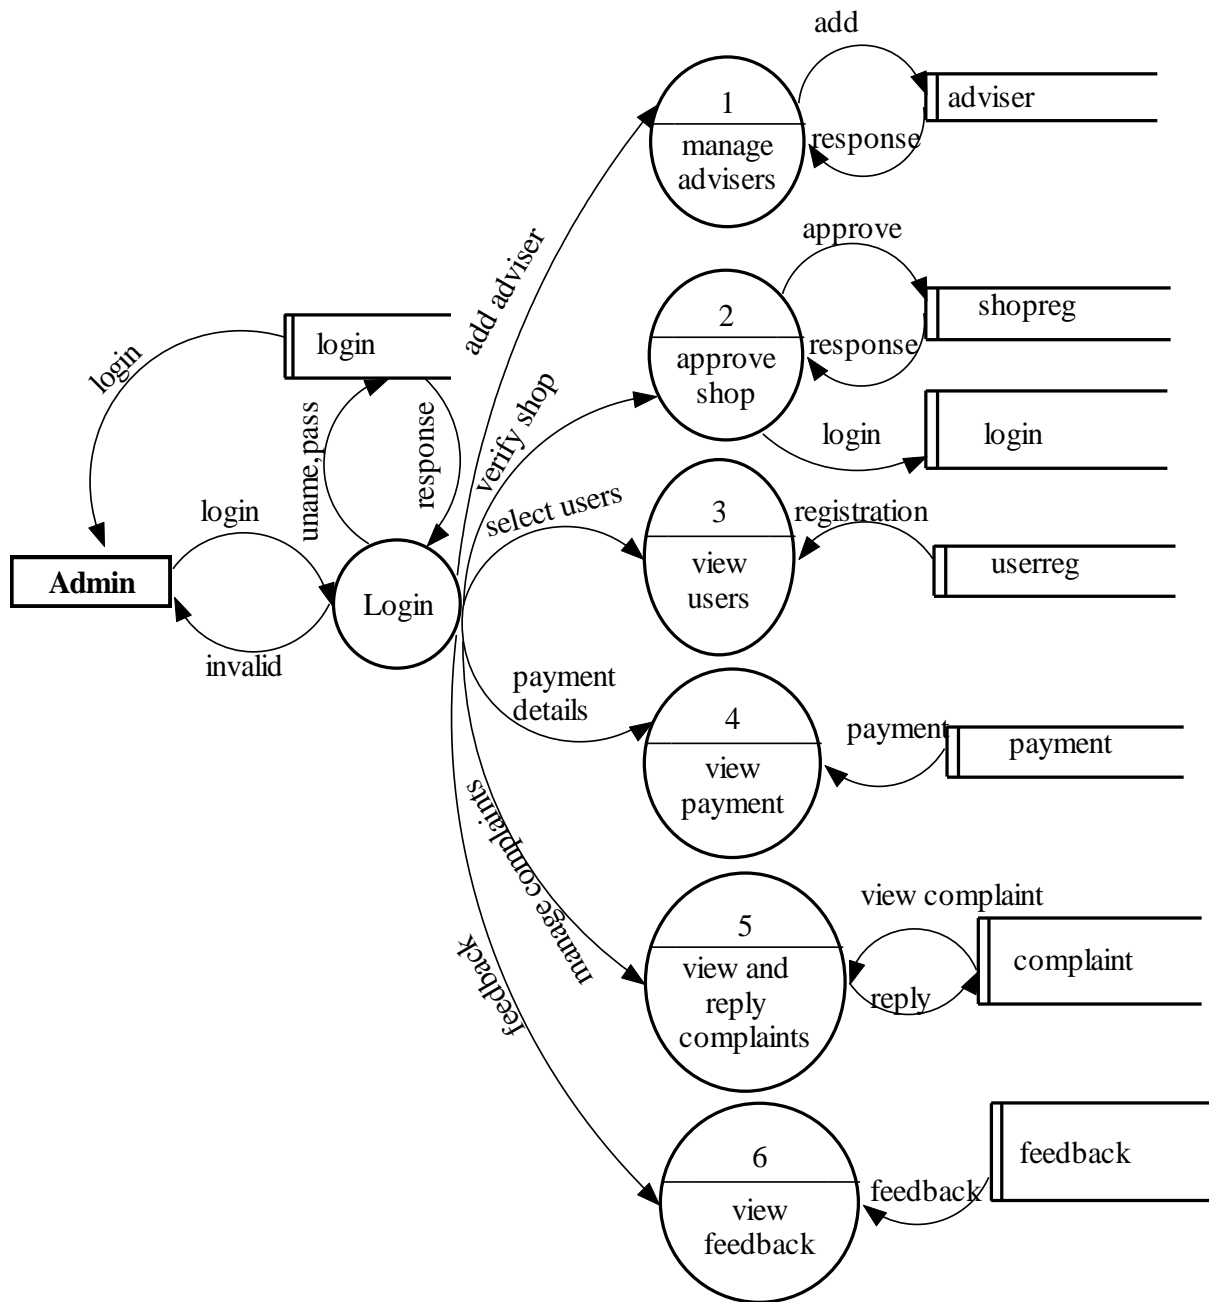 add
1
manage
advisers
response
adviser
add adviser
approve
2
approve
shop
response
shopreg
login
login
verify shop
login
login
uname,pass
response
select users
3
view
users
registration
userreg
Admin
login
invalid
Login
payment
details
4
view
payment
payment
payment
manage complaints
5
view and
reply
complaints
view complaint
reply
complaint
feedback
6
view
feedback
feedback
feedback